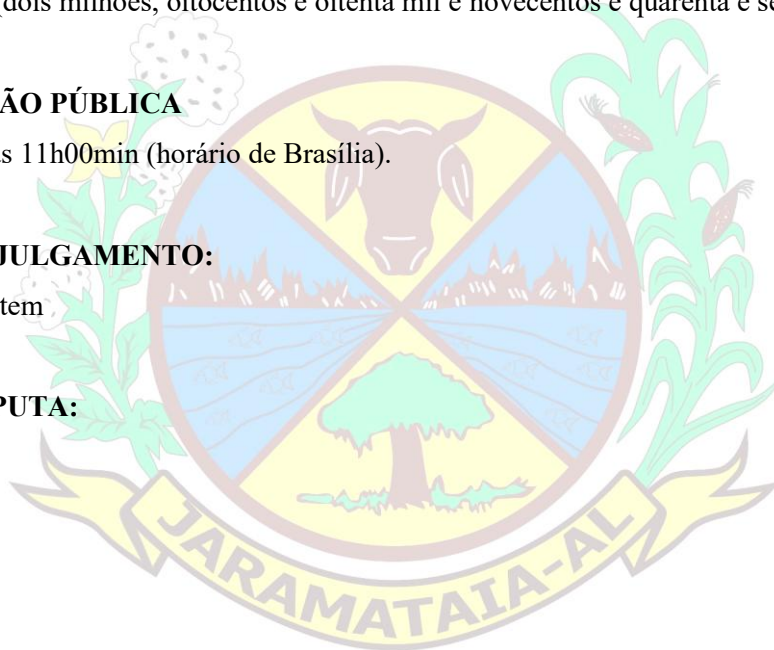 dois milhões, oitocentos e oitenta mil e novecentos e quarenta e se
ÃO PÚBLICA
s 11h00min (horário de Brasília).
JULGAMENTO:
tem
PUTA:
JARAMATAIA-AL